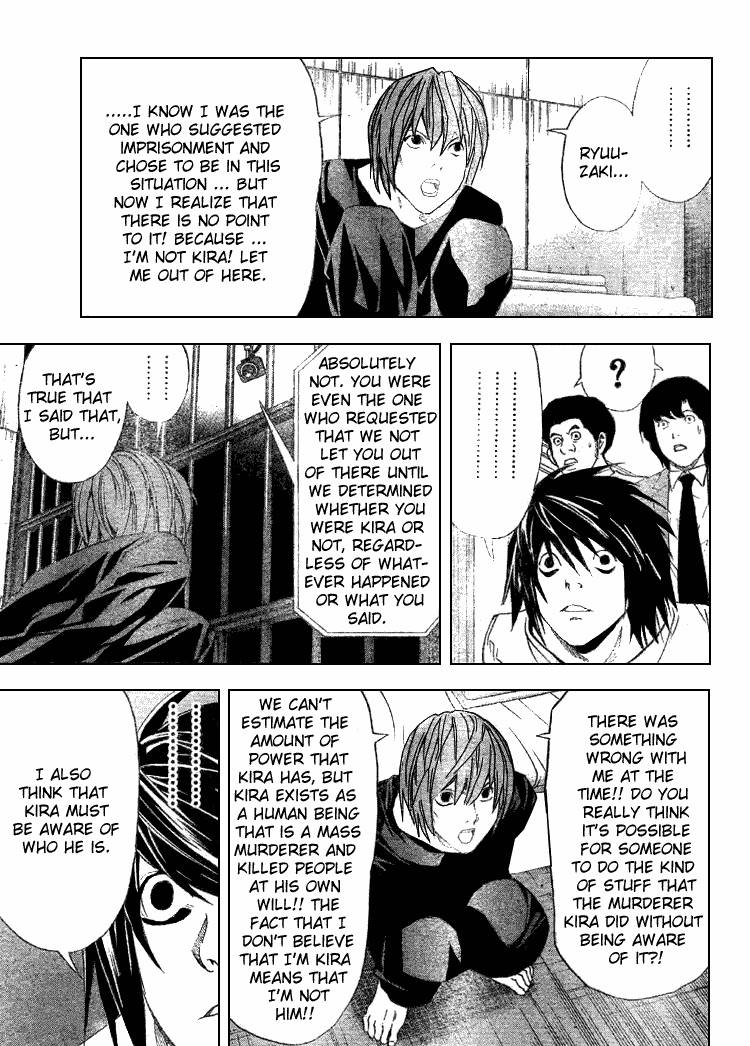 RYUU-
ZAKI...
.....I KNOW I WAS THE
ONE WHO SUGGESTED
IMPRISONMENT AND
CHOSE TO BE IN THIS
SITUATION ... BUT
NOW I REALIZE THAT
THERE IS NO POINT
TO IT! BECAUSE ...
I'M NOT KIRA! LET
ME OUT OF HERE.
?
ABSOLUTELY
NOT. YOU WERE
EVEN THE ONE
WHO REQUESTED
THAT WE NOT
LET YOU OUT
OF THERE UNTIL
WE DETERMINED
WHETHER YOU
WERE KIRA OR
NOT, REGARD-
LESS OF WHAT-
EVER HAPPENED
OR WHAT YOU
SAID.
THAT'S
TRUE THAT
I SAID THAT,
BUT...
THERE WAS
SOMETHING
WRONG WITH
ME AT THE
TIME!! DO YOU
REALLY THINK
IT'S POSSIBLE
FOR SOMEONE
TO DO THE KIND
OF STUFF THAT
THE MURDERER
KIRA DID WITHOUT
BEING AWARE
OF IT?!
WE CAN'T
ESTIMATE THE
AMOUNT OF
POWER THAT
KIRA HAS, BUT
KIRA EXISTS AS
A HUMAN BEING
THAT IS A MASS
MURDERER AND
KILLED PEOPLE
AT HIS OWN
WILL!! THE
FACT THAT I
DON'T BELIEVE
THAT I'M KIRA
MEANS THAT
I'M NOT
HIM!!
I ALSO
THINK THAT
KIRA MUST
BE AWARE OF
WHO HE IS.